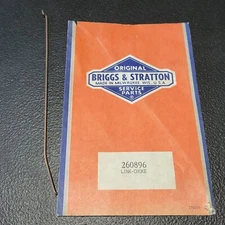 ORIGINAL
BRIGGS & STRATTON
MADE IN MILWAUKEE, WIS. U.S.A.
SERVICE
PARTS
260896
LINK-CHOKE